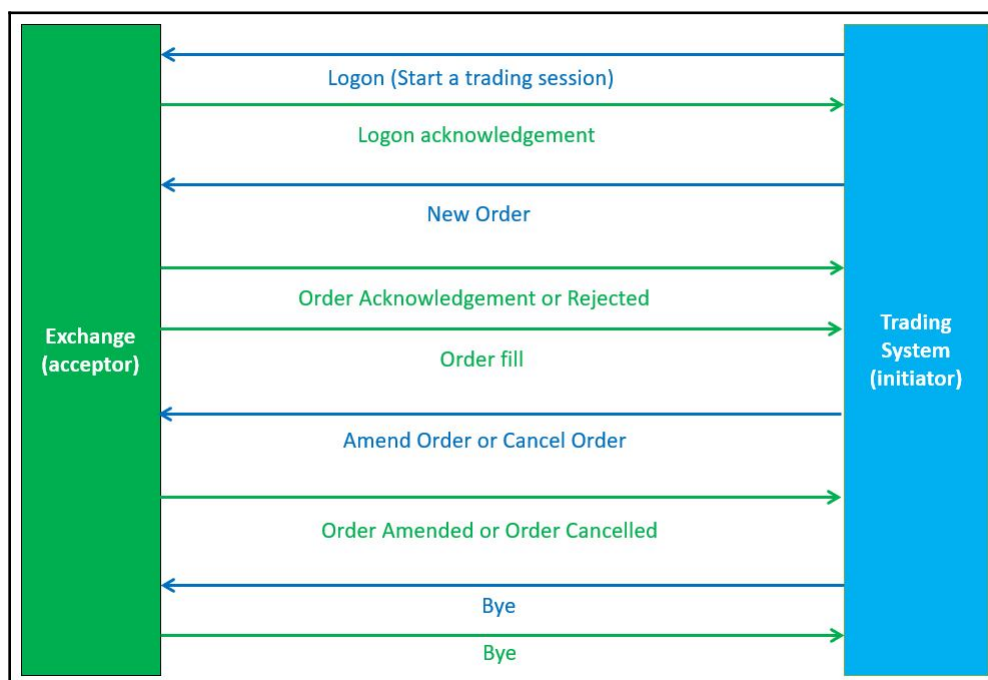 Logon (Start a trading session)
Logon acknowledgement
New Order
Order Acknowledgement or Rejected
Exchange
(acceptor)
Order fill
Trading
System
(initiator)
Amend Order or Cancel Order
Order Amended or Order Cancelled
Bye
Bye